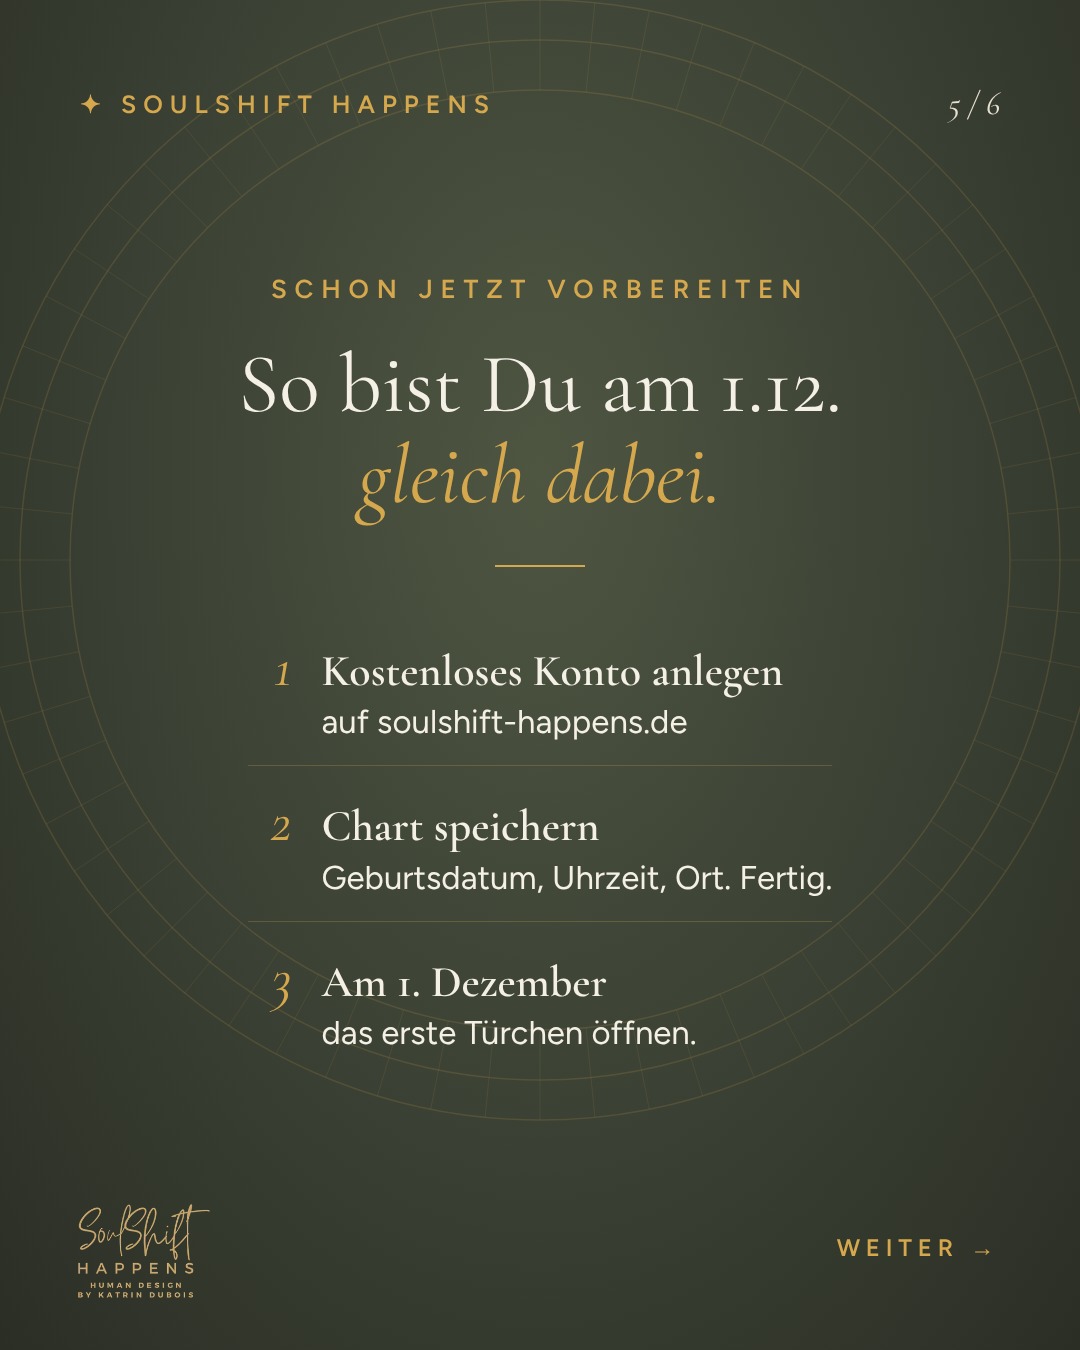 ✦ SOULSHIFT HAPPENS
5/6
SCHON JETZT VORBEREITEN
So bist Du am 1.12.
gleich dabei.
1 Kostenloses Konto anlegen
auf soulshift-happens.de
2 Chart speichern
Geburtsdatum, Uhrzeit, Ort. Fertig.
3 Am 1. Dezember
das erste Türchen öffnen.
SoulShift
HAPPENS
HUMAN DESIGN
BY KATRIN DUBOIS
WEITER →